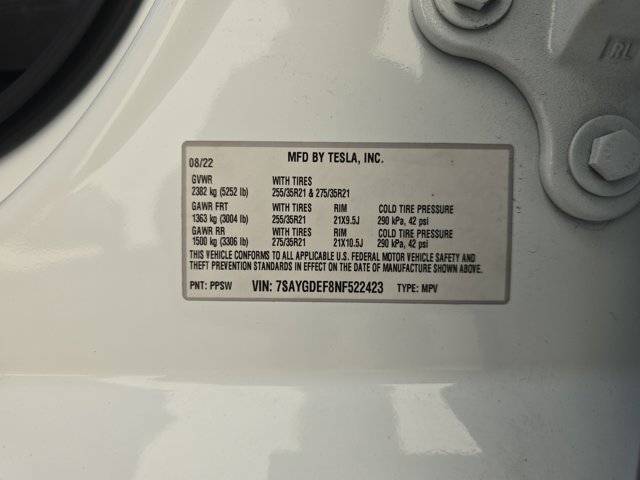 RL
08/22 MFD BY TESLA, INC.
GVWR WITH TIRES
2382 kg (5252 lb) 255/35R21 & 275/35R21
GAWR FRT WITH TIRES RIM COLD TIRE PRESSURE
1363 kg (3004 lb) 255/35R21 21X9.5J 290 kPa, 42 psi
GAWR RR WITH TIRES RIM COLD TIRE PRESSURE
1500 kg (3306 lb) 275/35R21 21X10.5J 290 kPa, 42 psi
THIS VEHICLE CONFORMS TO ALL APPLICABLE U.S. FEDERAL MOTOR VEHICLE SAFETY AND
THEFT PREVENTION STANDARDS IN EFFECT ON THE DATE OF MANUFACTURE SHOWN ABOVE.
PNT: PPSW VIN: 7SAYGDEF8NF522423 TYPE: MPV